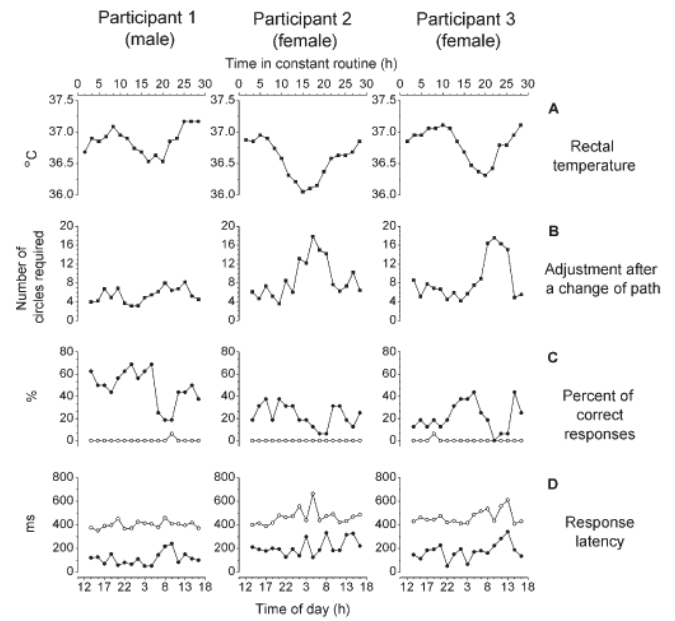 Participant 1
(male)
Participant 2
(female)
Participant 3
(female)
Time in constant routine (h)
0 5 10 15 20 25 30
0 5 10 15 20 25 30
0 5 10 15 20 25 30
37.5
37.0
36.5
36.0
°C
37.5
37.0
36.5
36.0
37.5
37.0
36.5
36.0
A
Rectal
temperature
Number of
circles required
20
16
12
8
4
0
20
16
12
8
4
0
20
16
12
8
4
0
B
Adjustment after
a change of path
%
80
60
40
20
0
80
60
40
20
0
80
60
40
20
0
C
Percent of
correct
responses
ms
800
600
400
200
0
800
600
400
200
0
800
600
400
200
0
D
Response
latency
12 17 22 3 8 13 18
12 17 22 3 8 13 18
12 17 22 3 8 13 18
Time of day (h)